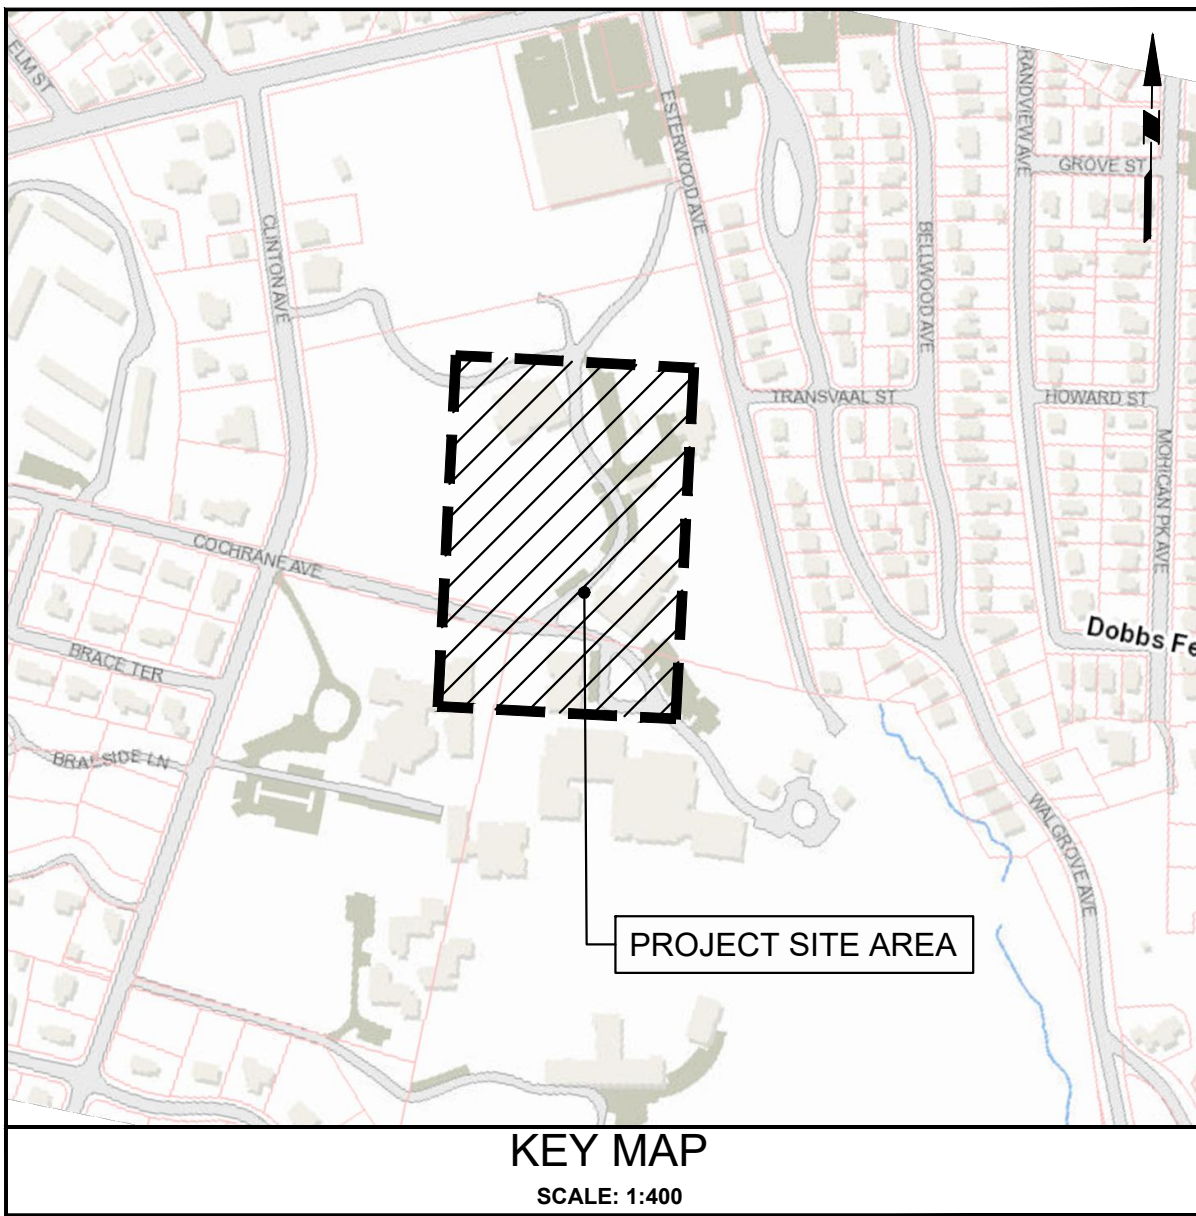 ELM ST
CLINTON AVE
ESTERWOOD AVE
RANDVIEW AVE
GROVE ST
BELLWOOD AVE
TRANSVAAL ST
HOWARD ST
MOHICAN PK AVE
COCHRANE AVE
Dobbs Fe
BRACE TER
BRAESIDE LN
WALGROVE AVE
PROJECT SITE AREA
KEY MAP
SCALE: 1:400